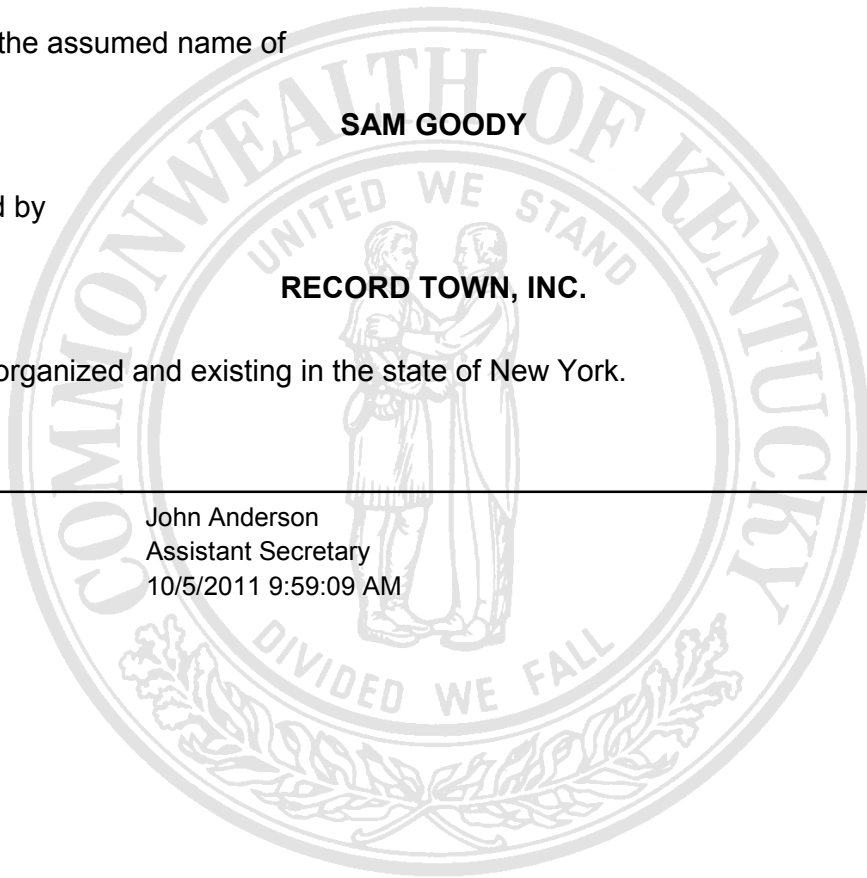 the assumed name of
SAM GOODY
d by
RECORD TOWN, INC.
organized and existing in the state of New York.
John Anderson
Assistant Secretary
10/5/2011 9:59:09 AM
COMMONWEALTH OF KENTUCKY
UNITED WE STAND
DIVIDED WE FALL